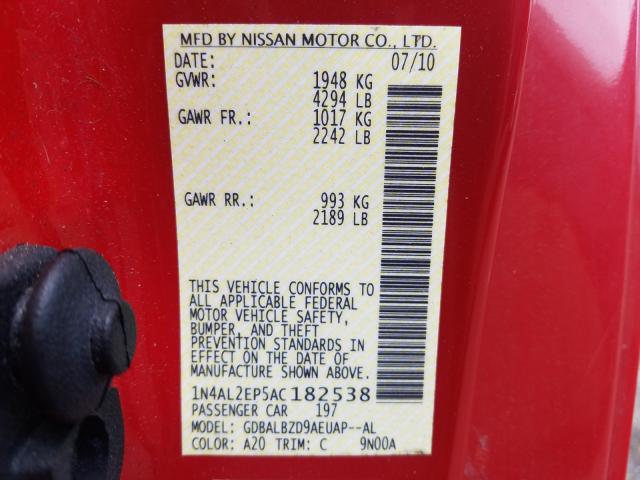 MFD BY NISSAN MOTOR CO., LTD.
DATE: 07/10
GVWR: 1948 KG
4294 LB
GAWR FR.: 1017 KG
2242 LB
GAWR RR.: 993 KG
2189 LB
THIS VEHICLE CONFORMS TO
ALL APPLICABLE FEDERAL
MOTOR VEHICLE SAFETY,
BUMPER, AND THEFT
PREVENTION STANDARDS IN
EFFECT ON THE DATE OF
MANUFACTURE SHOWN ABOVE.
1N4AL2EP5AC182538
PASSENGER CAR 197
MODEL: GDBALBZD9AEUAP--AL
COLOR: A20 TRIM: C 9N00A